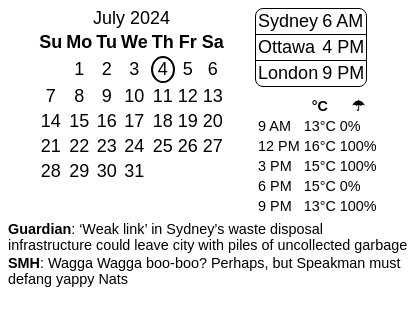 July 2024
Su Mo Tu We Th Fr Sa
1 2 3 4 5 6
7 8 9 10 11 12 13
14 15 16 17 18 19 20
21 22 23 24 25 26 27
28 29 30 31
Sydney 6 AM
Ottawa 4 PM
London 9 PM
°C ☂
9 AM 13°C 0%
12 PM 16°C 100%
3 PM 15°C 100%
6 PM 15°C 0%
9 PM 13°C 100%
Guardian: ‘Weak link’ in Sydney’s waste disposal
infrastructure could leave city with piles of uncollected garbage
SMH: Wagga Wagga boo-boo? Perhaps, but Speakman must
defang yappy Nats